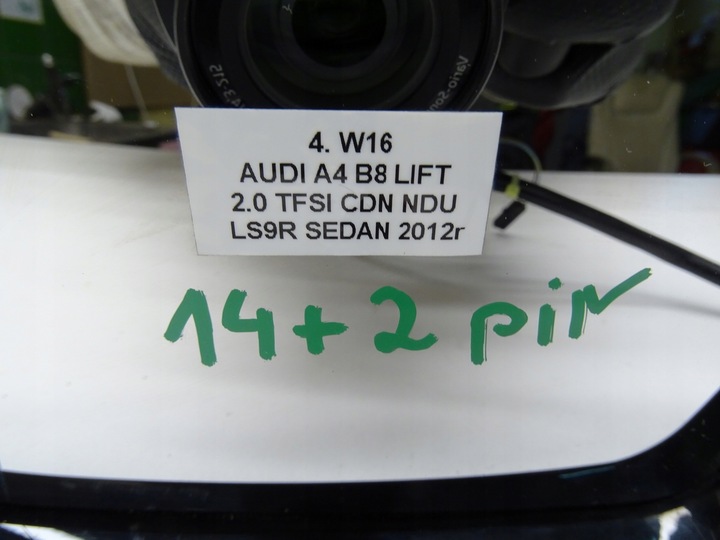 4. W16
AUDI A4 B8 LIFT
2.0 TFSI CDN NDU
LS9R SEDAN 2012r
14+2 pin